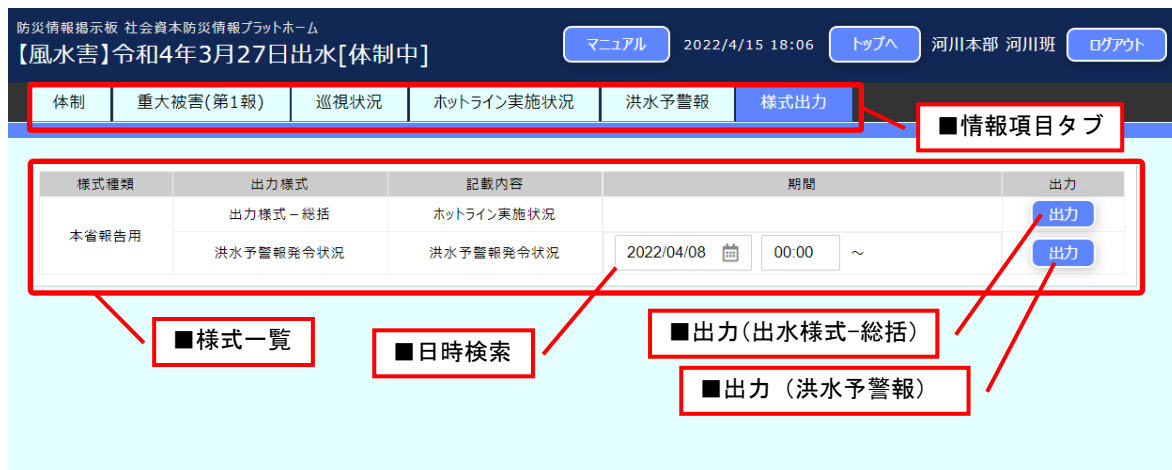 防災情報掲示板 社会資本防災情報プラットホーム
【風水害】令和4年3月27日出水[体制中]
マニュアル 2022/4/15 18:06 トップへ 河川本部 河川班 ログアウト
体制 重大被害(第1報) 巡視状況 ホットライン実施状況 洪水予警報 様式出力
■情報項目タブ
様式種類 出力様式 記載内容 期間 出力
本省報告用
出力様式－総括 ホットライン実施状況 出力
洪水予警報発令状況 洪水予警報発令状況 2022/04/08 00:00 ～ 出力
■様式一覧
■日時検索
■出力(出水様式-総括)
■出力（洪水予警報）